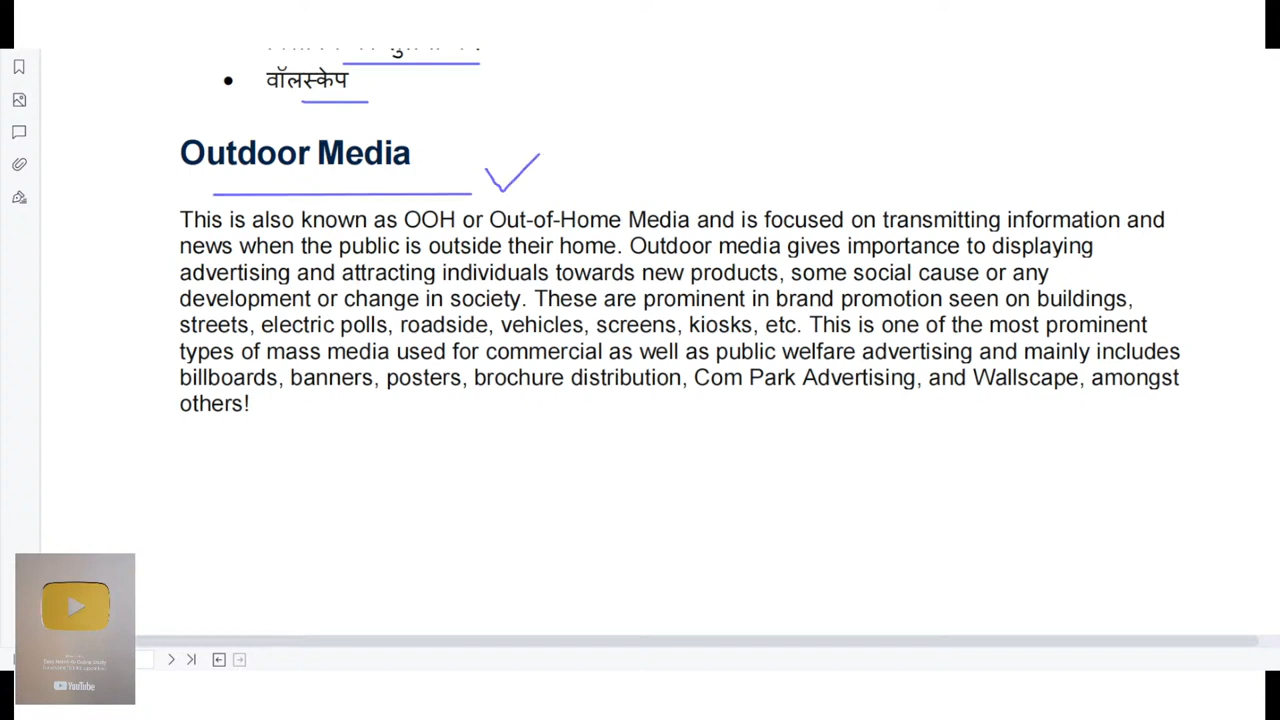 वॉलस्केप
Outdoor Media
This is also known as OOH or Out-of-Home Media and is focused on transmitting information and
news when the public is outside their home. Outdoor media gives importance to displaying
advertising and attracting individuals towards new products, some social cause or any
development or change in society. These are prominent in brand promotion seen on buildings,
streets, electric polls, roadside, vehicles, screens, kiosks, etc. This is one of the most prominent
types of mass media used for commercial as well as public welfare advertising and mainly includes
billboards, banners, posters, brochure distribution, Com Park Advertising, and Wallscape, amongst
others!
YouTube